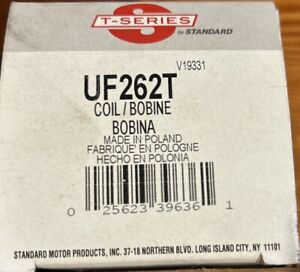 T-SERIES
S
by STANDARD
V19331
UF262T
COIL / BOBINE
BOBINA
MADE IN POLAND
FABRIQUE' EN POLOGNE
HECHO EN POLONIA
0 25623 39636 1
STANDARD MOTOR PRODUCTS, INC. 37-18 NORTHERN BLVD. LONG ISLAND CITY, NY 11101